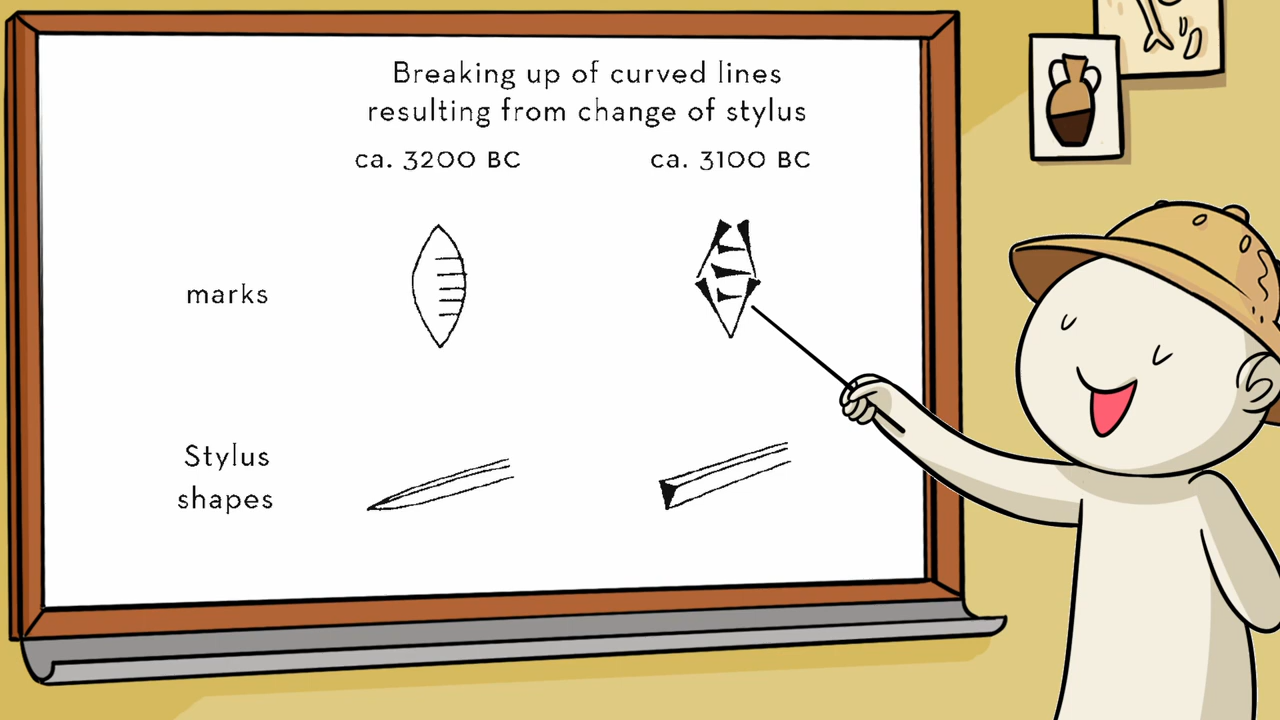 Breaking up of curved lines
resulting from change of stylus
ca. 3200 BC
ca. 3100 BC
marks
Stylus
shapes